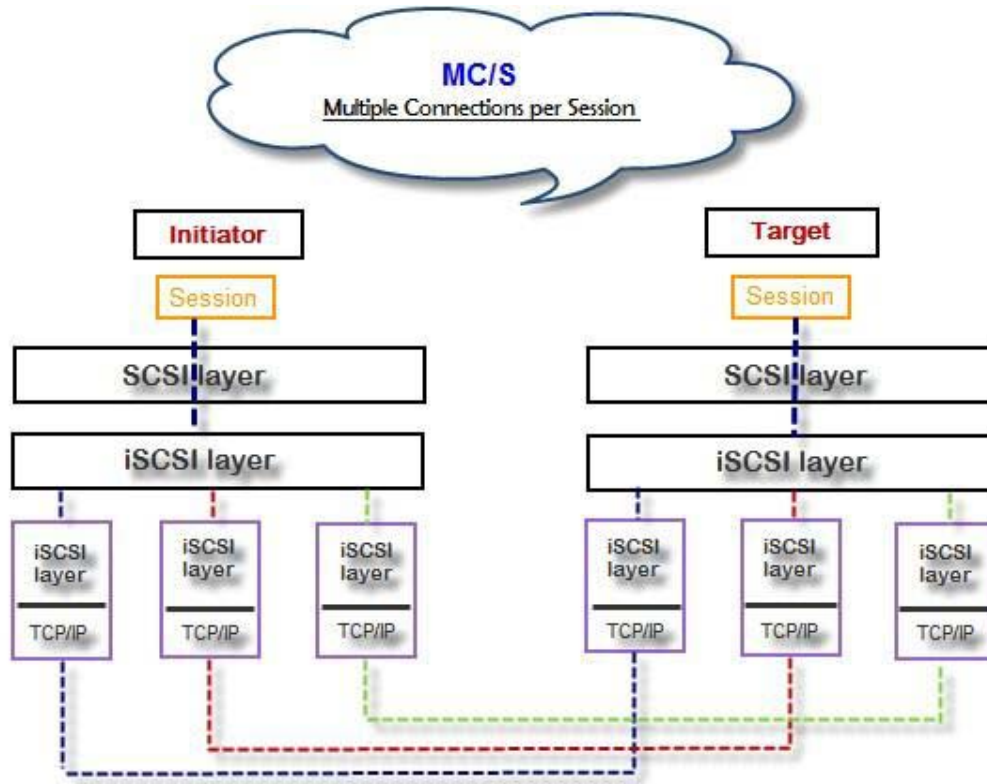 MC/S
Multiple Connections per Session
Initiator
Target
Session
Session
SCSI layer
SCSI layer
iSCSI layer
iSCSI layer
iSCSI
layer
TCP/IP
iSCSI
layer
TCP/IP
iSCSI
layer
TCP/IP
iSCSI
layer
TCP/IP
iSCSI
layer
TCP/IP
iSCSI
layer
TCP/IP